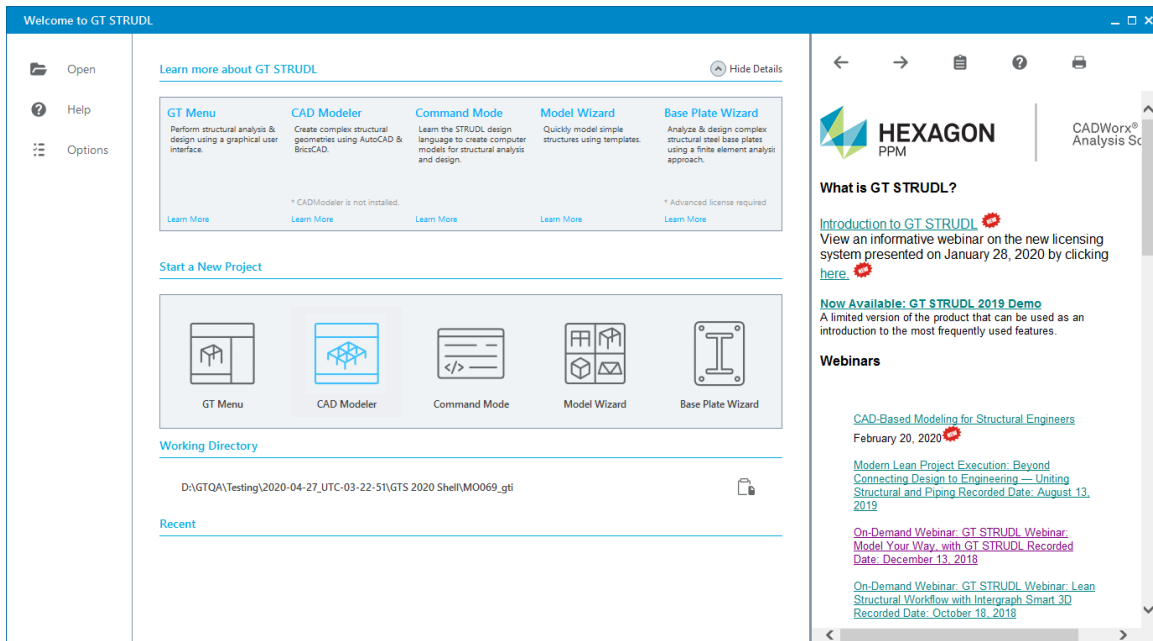 Welcome to GT STRUDL
Open
Help
Options
Learn more about GT STRUDL
Hide Details
GT Menu
Perform structural analysis &
design using a graphical user
interface.
Learn More
CAD Modeler
Create complex structural
geometries using AutoCAD &
BricsCAD.
* CADModeler is not installed.
Learn More
Command Mode
Learn the STRUDL design
language to create computer
models for structural analysis
and design.
Learn More
Model Wizard
Quickly model simple
structures using templates.
Learn More
Base Plate Wizard
Analyze & design complex
structural steel base plates
using a finite element analysis
approach.
* Advanced license required
Learn More
Start a New Project
GT Menu
CAD Modeler
Command Mode
Model Wizard
Base Plate Wizard
Working Directory
D:\GTQA\Testing\2020-04-27_UTC-03-22-51\GTS 2020 Shell\MO069_gti
Recent
HEXAGON
PPM
CADWorx®
Analysis So
What is GT STRUDL?
Introduction to GT STRUDL NEW
View an informative webinar on the new licensing
system presented on January 28, 2020 by clicking
here. NEW
Now Available: GT STRUDL 2019 Demo
A limited version of the product that can be used as an
introduction to the most frequently used features.
Webinars
CAD-Based Modeling for Structural Engineers
February 20, 2020 NEW
Modern Lean Project Execution: Beyond
Connecting Design to Engineering — Uniting
Structural and Piping Recorded Date: August 13,
2019
On-Demand Webinar: GT STRUDL Webinar:
Model Your Way, with GT STRUDL Recorded
Date: December 13, 2018
On-Demand Webinar: GT STRUDL Webinar: Lean
Structural Workflow with Intergraph Smart 3D
Recorded Date: October 18, 2018